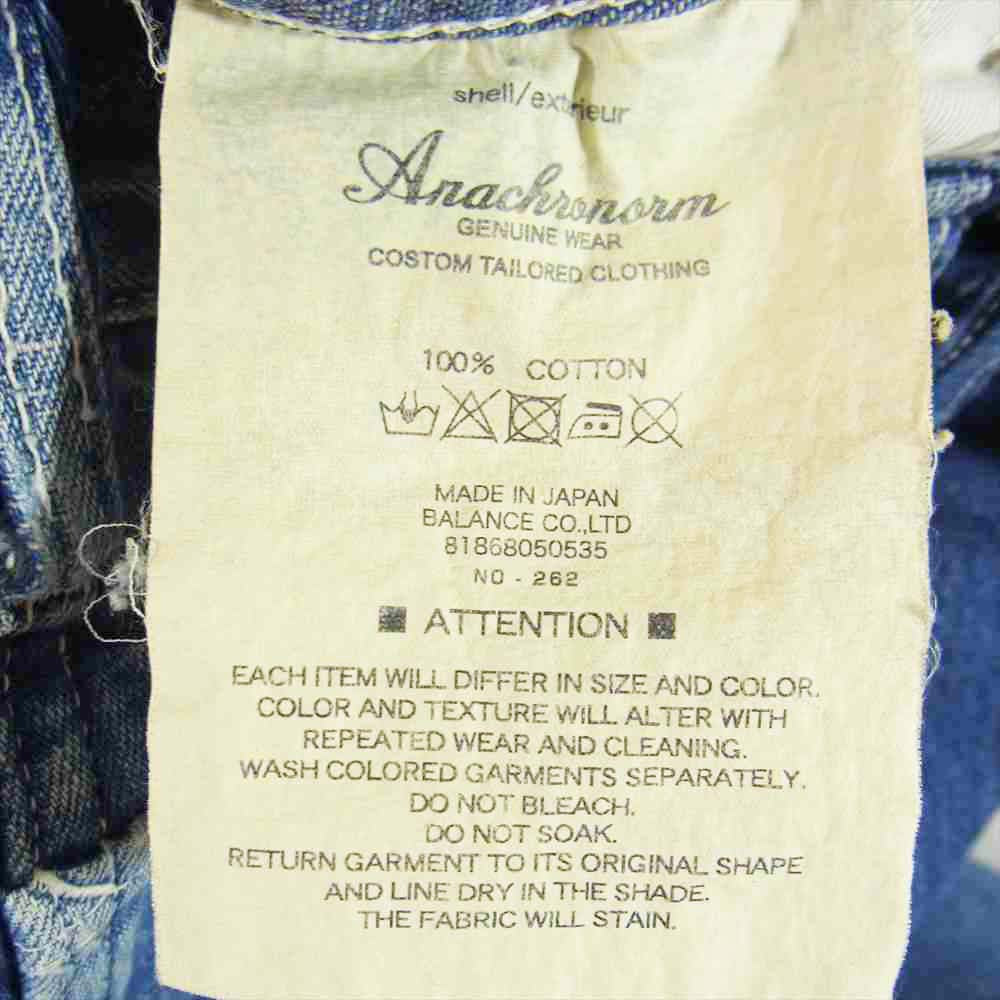 shell/extrieur
Anachronorm
GENUINE WEAR
COSTOM TAILORED CLOTHING
100% COTTON
MADE IN JAPAN
BALANCE CO.,LTD
81868050535
NO - 262
ATTENTION
EACH ITEM WILL DIFFER IN SIZE AND COLOR.
COLOR AND TEXTURE WILL ALTER WITH
REPEATED WEAR AND CLEANING.
WASH COLORED GARMENTS SEPARATELY.
DO NOT BLEACH.
DO NOT SOAK.
RETURN GARMENT TO ITS ORIGINAL SHAPE
AND LINE DRY IN THE SHADE.
THE FABRIC WILL STAIN.